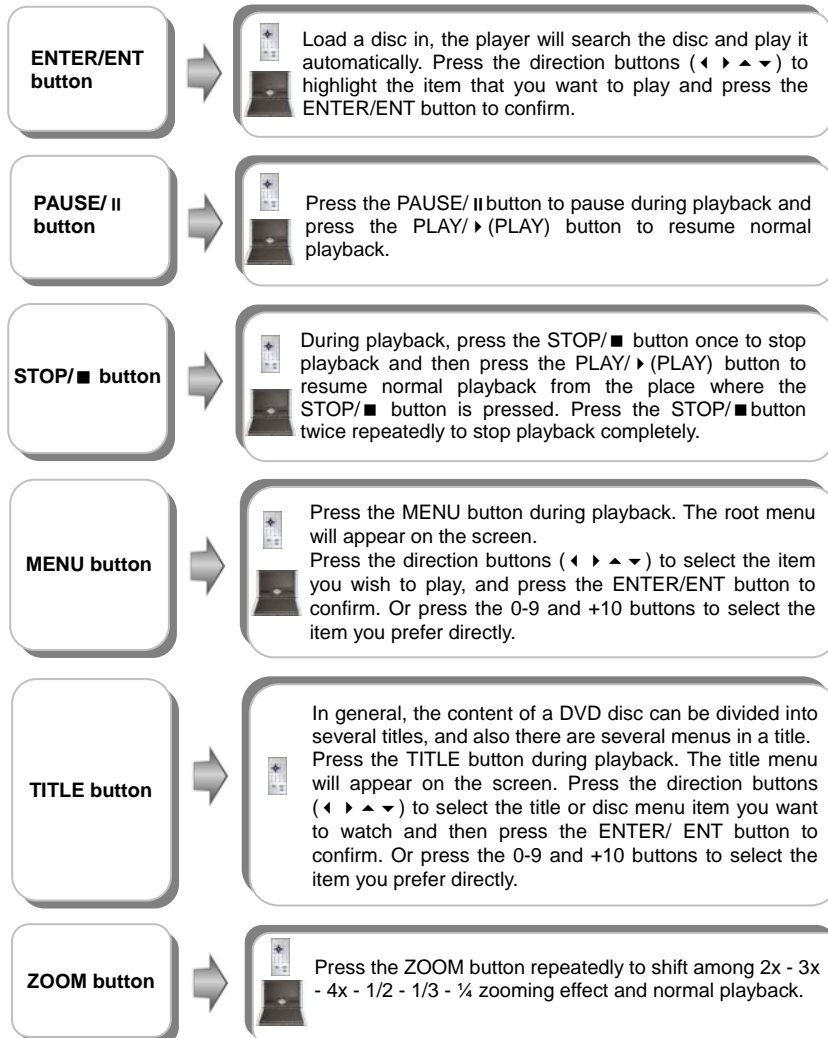 ENTER/ENT
button
Load a disc in, the player will search the disc and play it
automatically. Press the direction buttons (◂ ▸ ▴ ▾) to
highlight the item that you want to play and press the
ENTER/ENT button to confirm.
PAUSE/ ⏸
button
Press the PAUSE/ ⏸ button to pause during playback and
press the PLAY/ ▸ (PLAY) button to resume normal
playback.
STOP/■ button
During playback, press the STOP/■ button once to stop
playback and then press the PLAY/ ▸ (PLAY) button to
resume normal playback from the place where the
STOP/■ button is pressed. Press the STOP/■button
twice repeatedly to stop playback completely.
MENU button
Press the MENU button during playback. The root menu
will appear on the screen.
Press the direction buttons (◂ ▸ ▴ ▾) to select the item
you wish to play, and press the ENTER/ENT button to
confirm. Or press the 0-9 and +10 buttons to select the
item you prefer directly.
TITLE button
In general, the content of a DVD disc can be divided into
several titles, and also there are several menus in a title.
Press the TITLE button during playback. The title menu
will appear on the screen. Press the direction buttons
(◂ ▸ ▴ ▾) to select the title or disc menu item you want
to watch and then press the ENTER/ ENT button to
confirm. Or press the 0-9 and +10 buttons to select the
item you prefer directly.
ZOOM button
Press the ZOOM button repeatedly to shift among 2x - 3x
- 4x - 1/2 - 1/3 - ¼ zooming effect and normal playback.